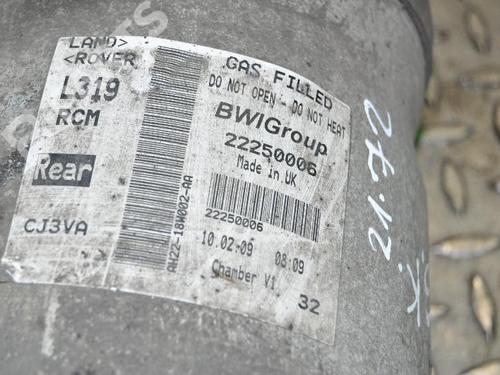 LAND>
<ROVER
L319
RCM
Rear
CJ3VA
AH22-18W002-AA
GAS FILLED
DO NOT OPEN - DO NOT HEAT
BWIGroup
22250006
Made in UK
22250006
10.02-09 08:09
Chamber V1
32